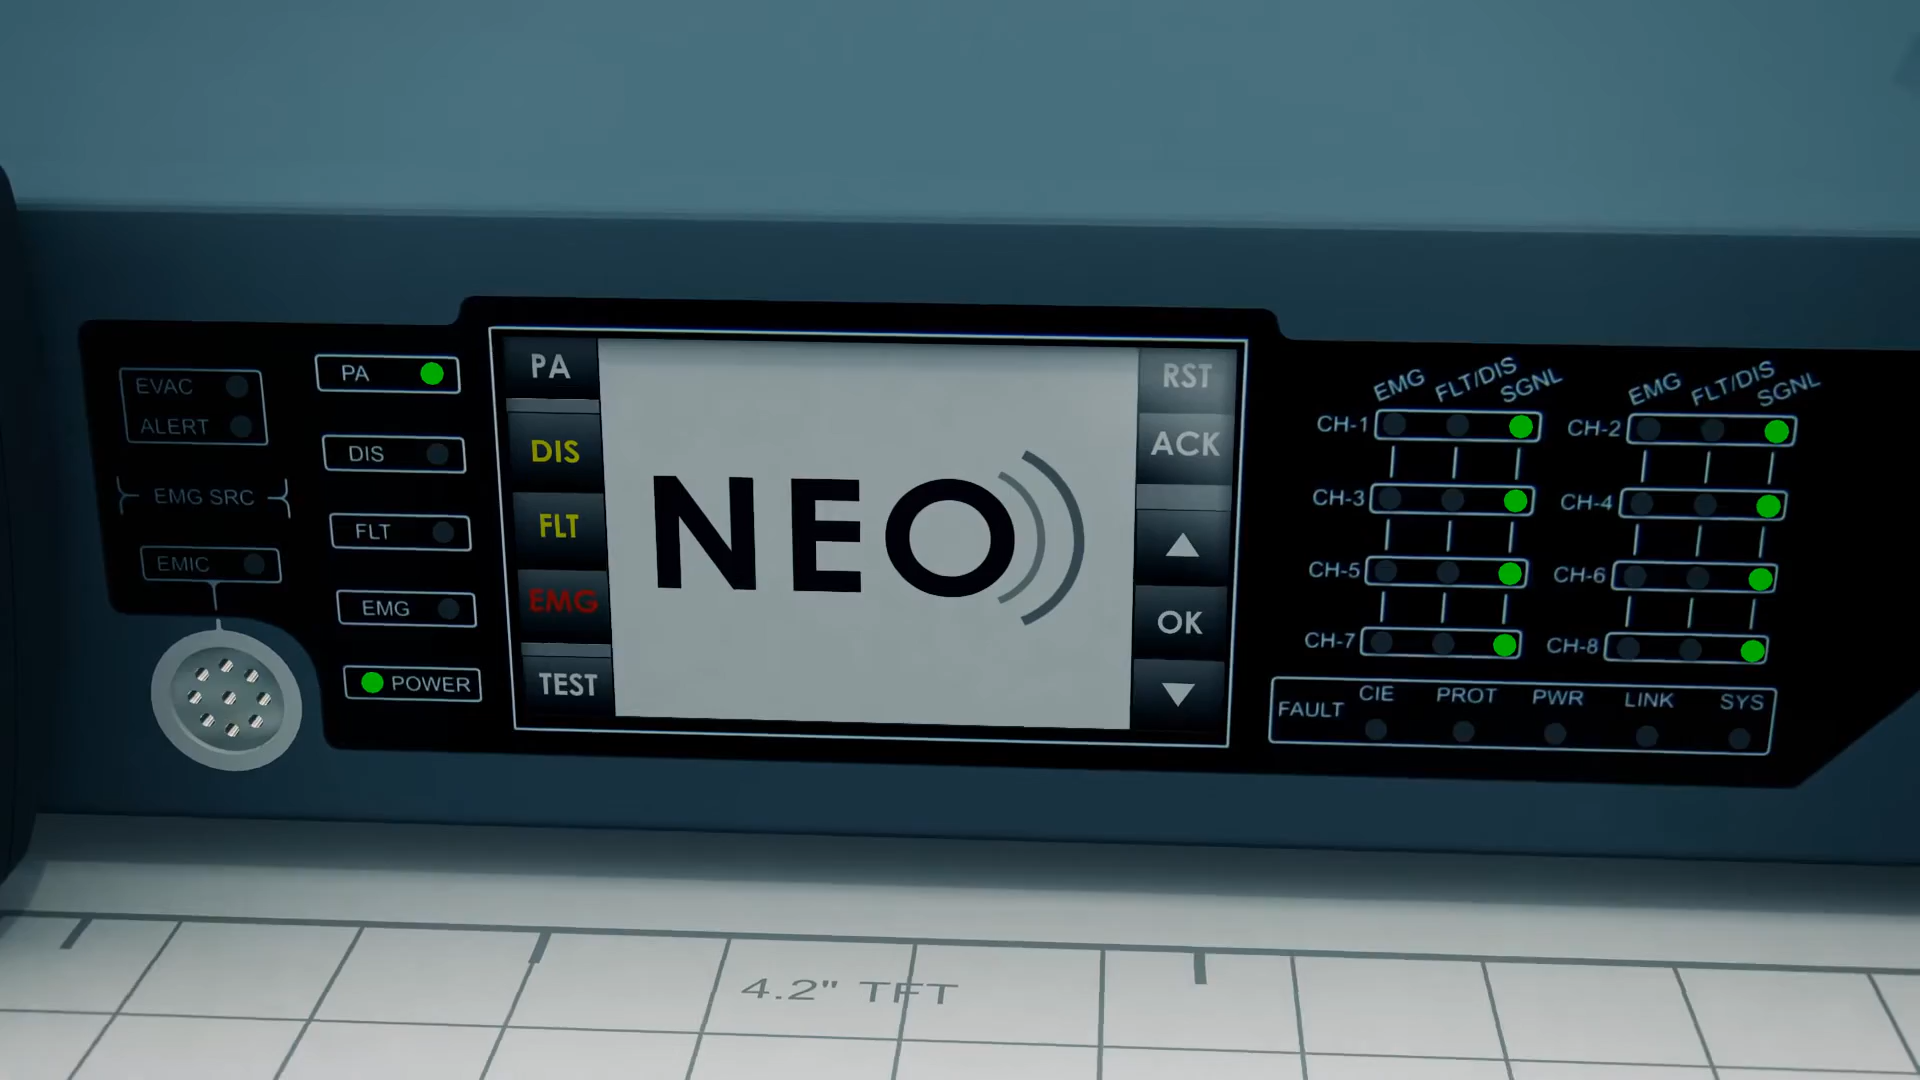 EVAC
ALERT
EMG SRC
EMIC
PA
DIS
FLT
EMG
POWER
PA
DIS
FLT
EMG
TEST
NEO
RST
ACK
OK
EMG FLT/DIS SGNL
EMG FLT/DIS SGNL
CH-1
CH-2
CH-3
CH-4
CH-5
CH-6
CH-7
CH-8
FAULT CIE PROT PWR LINK SYS
4.2" TFT